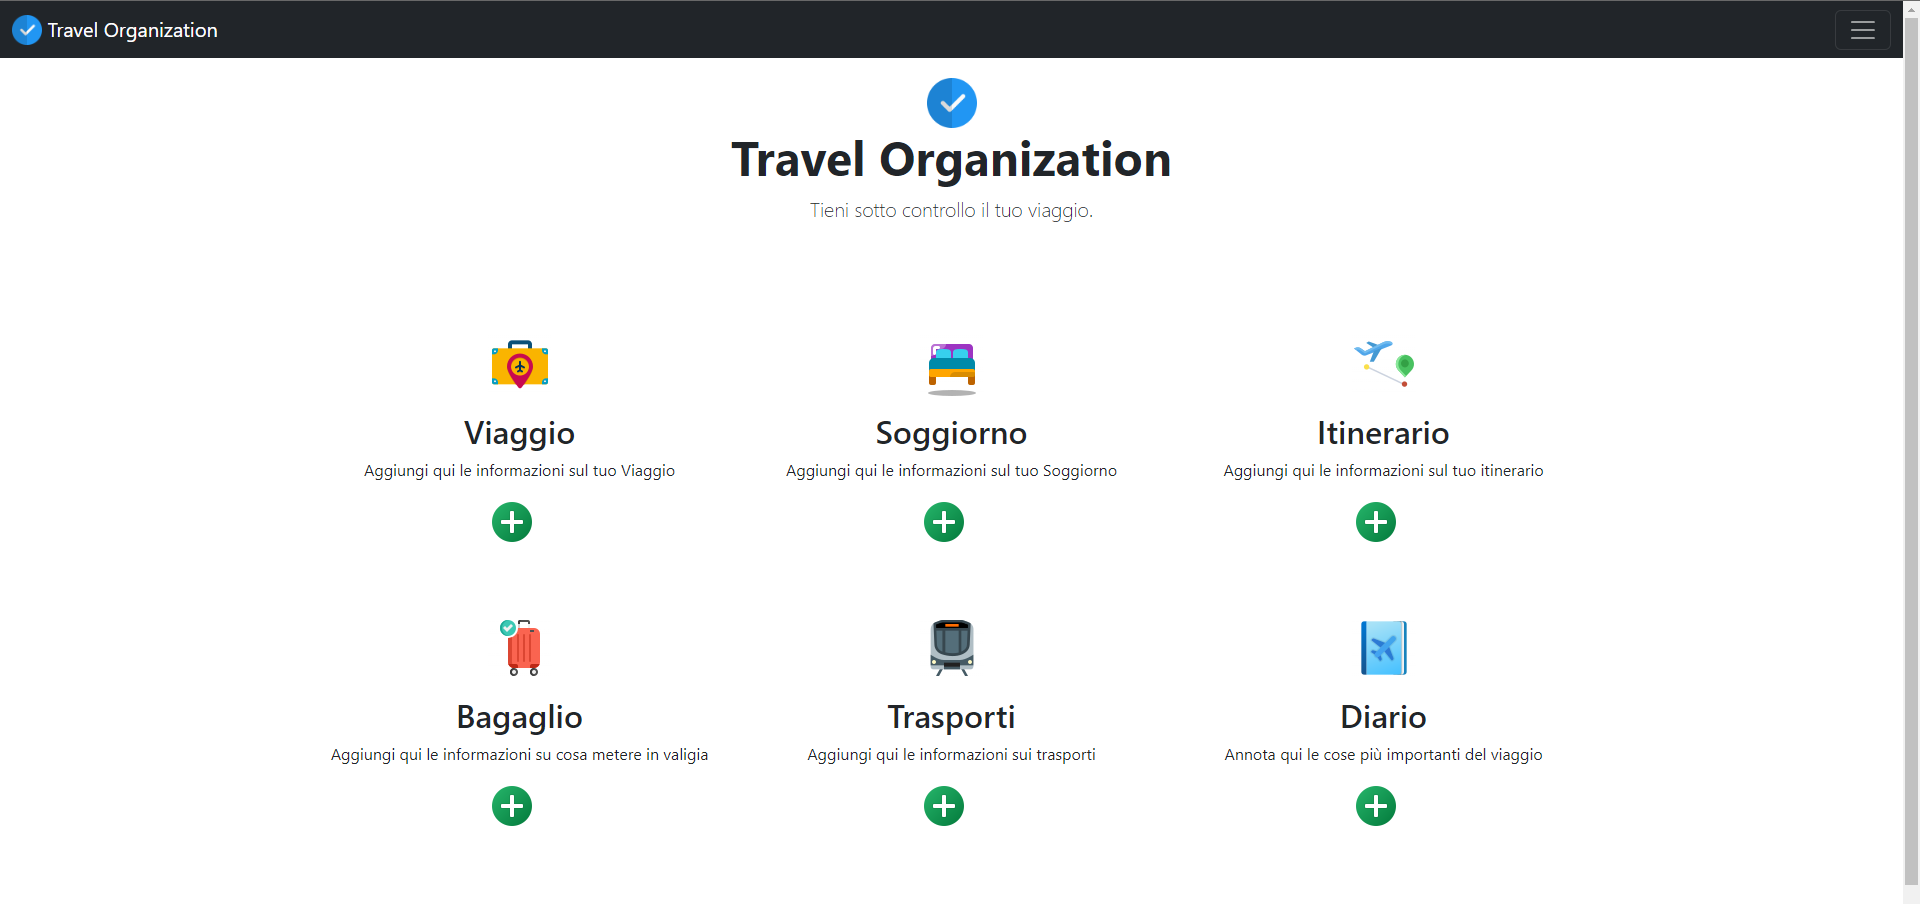 Travel Organization
Travel Organization
Tieni sotto controllo il tuo viaggio.
Viaggio
Aggiungi qui le informazioni sul tuo Viaggio
Soggiorno
Aggiungi qui le informazioni sul tuo Soggiorno
Itinerario
Aggiungi qui le informazioni sul tuo itinerario
Bagaglio
Aggiungi qui le informazioni su cosa metere in valigia
Trasporti
Aggiungi qui le informazioni sui trasporti
Diario
Annota qui le cose più importanti del viaggio